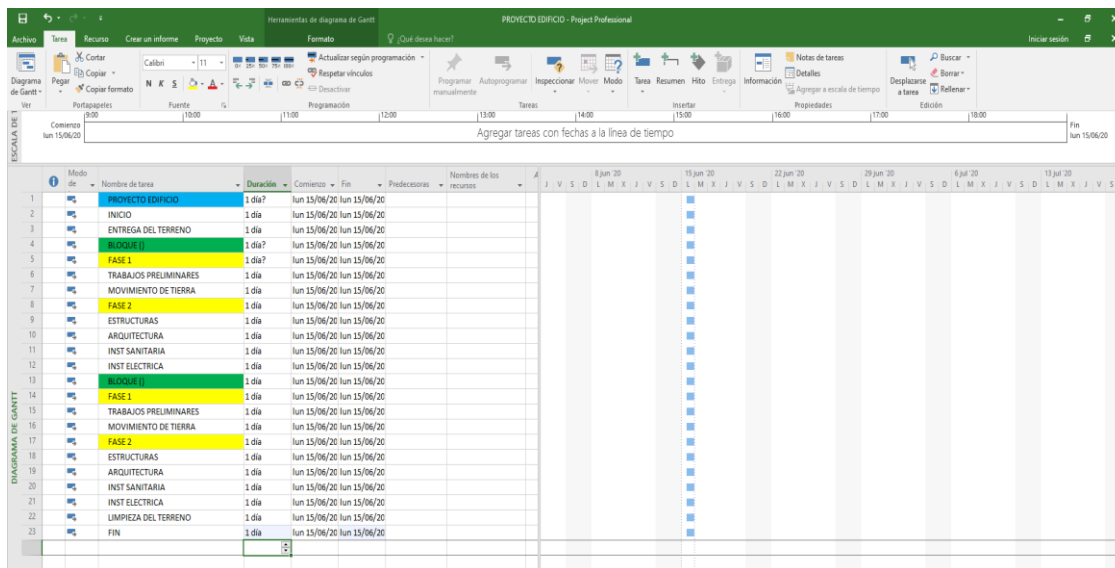 Herramientas de diagrama de Gantt PROYECTO EDIFICIO - Project Professional
Archivo Tarea Recurso Crear un informe Proyecto Vista Formato ¿Qué desea hacer? Iniciar sesión
Diagrama de Gantt
Ver
Pegar
Cortar
Copiar
Copiar formato
Portapapeles
Calibri 11
N K S
Fuente
0% 25% 50% 75% 100%
Actualizar según programación
Respetar vínculos
Desactivar
Programación
Programar manualmente
Autoprogramar
Inspeccionar
Mover
Modo
Tareas
Tarea
Resumen
Hito
Entrega
Insertar
Información
Notas de tareas
Detalles
Agregar a escala de tiempo
Propiedades
Desplazarse a tarea
Buscar
Borrar
Rellenar
Edición
ESCALA DE T
Comienzo
lun 15/06/20
9:00 10:00 11:00 12:00 13:00 14:00 15:00 16:00 17:00 18:00
Agregar tareas con fechas a la línea de tiempo
Fin
lun 15/06/20
DIAGRAMA DE GANTT
Modo de Nombre de tarea Duración Comienzo Fin Predecesoras Nombres de los recursos
8 jun '20 15 jun '20 22 jun '20 29 jun '20 6 jul '20 13 jul '20
J V S D L M X J V S D L M X J V S D L M X J V S D L M X J V S D L M X J V S D L M X J V S
1 PROYECTO EDIFICIO 1 día? lun 15/06/20 lun 15/06/20
2 INICIO 1 día lun 15/06/20 lun 15/06/20
3 ENTREGA DEL TERRENO 1 día lun 15/06/20 lun 15/06/20
4 BLOQUE () 1 día? lun 15/06/20 lun 15/06/20
5 FASE 1 1 día? lun 15/06/20 lun 15/06/20
6 TRABAJOS PRELIMINARES 1 día lun 15/06/20 lun 15/06/20
7 MOVIMIENTO DE TIERRA 1 día lun 15/06/20 lun 15/06/20
8 FASE 2 1 día lun 15/06/20 lun 15/06/20
9 ESTRUCTURAS 1 día lun 15/06/20 lun 15/06/20
10 ARQUITECTURA 1 día lun 15/06/20 lun 15/06/20
11 INST SANITARIA 1 día lun 15/06/20 lun 15/06/20
12 INST ELECTRICA 1 día lun 15/06/20 lun 15/06/20
13 BLOQUE () 1 día lun 15/06/20 lun 15/06/20
14 FASE 1 1 día lun 15/06/20 lun 15/06/20
15 TRABAJOS PRELIMINARES 1 día lun 15/06/20 lun 15/06/20
16 MOVIMIENTO DE TIERRA 1 día lun 15/06/20 lun 15/06/20
17 FASE 2 1 día lun 15/06/20 lun 15/06/20
18 ESTRUCTURAS 1 día lun 15/06/20 lun 15/06/20
19 ARQUITECTURA 1 día lun 15/06/20 lun 15/06/20
20 INST SANITARIA 1 día lun 15/06/20 lun 15/06/20
21 INST ELECTRICA 1 día lun 15/06/20 lun 15/06/20
22 LIMPIEZA DEL TERRENO 1 día lun 15/06/20 lun 15/06/20
23 FIN 1 día lun 15/06/20 lun 15/06/20